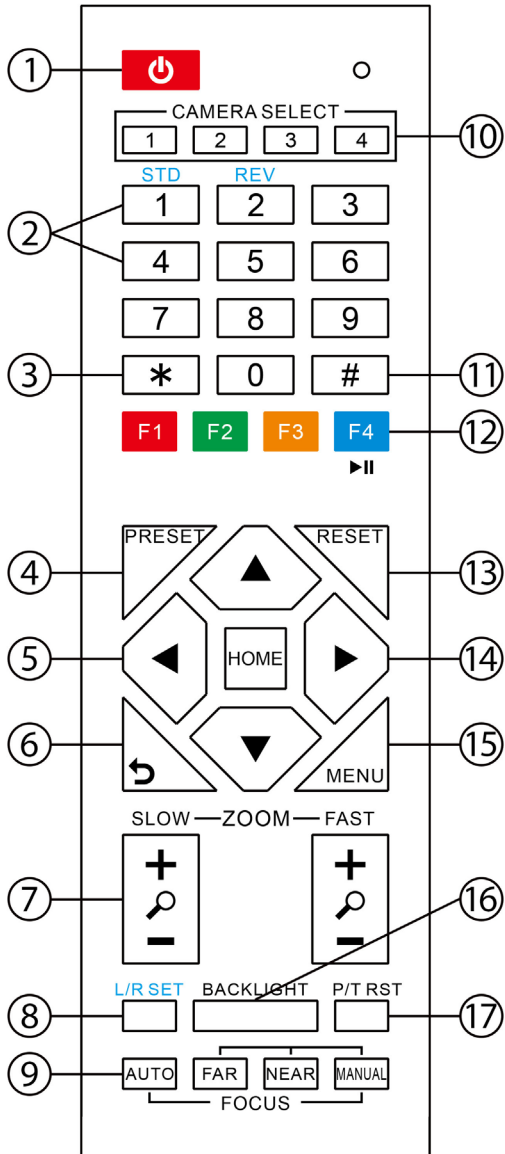 ①
CAMERA SELECT
⑩
1 2 3 4
STD REV
②
1 2 3
4 5 6
7 8 9
③ * 0 # ⑪
F1 F2 F3 F4 ⑫
PRESET RESET
④ ⑬
⑤ HOME ⑭
⑥ ⑮
MENU
SLOW ZOOM FAST
+ +
⑦ ⑯
− −
L/R SET BACKLIGHT P/T RST
⑧ ⑰
⑨ AUTO FAR NEAR MANUAL
FOCUS